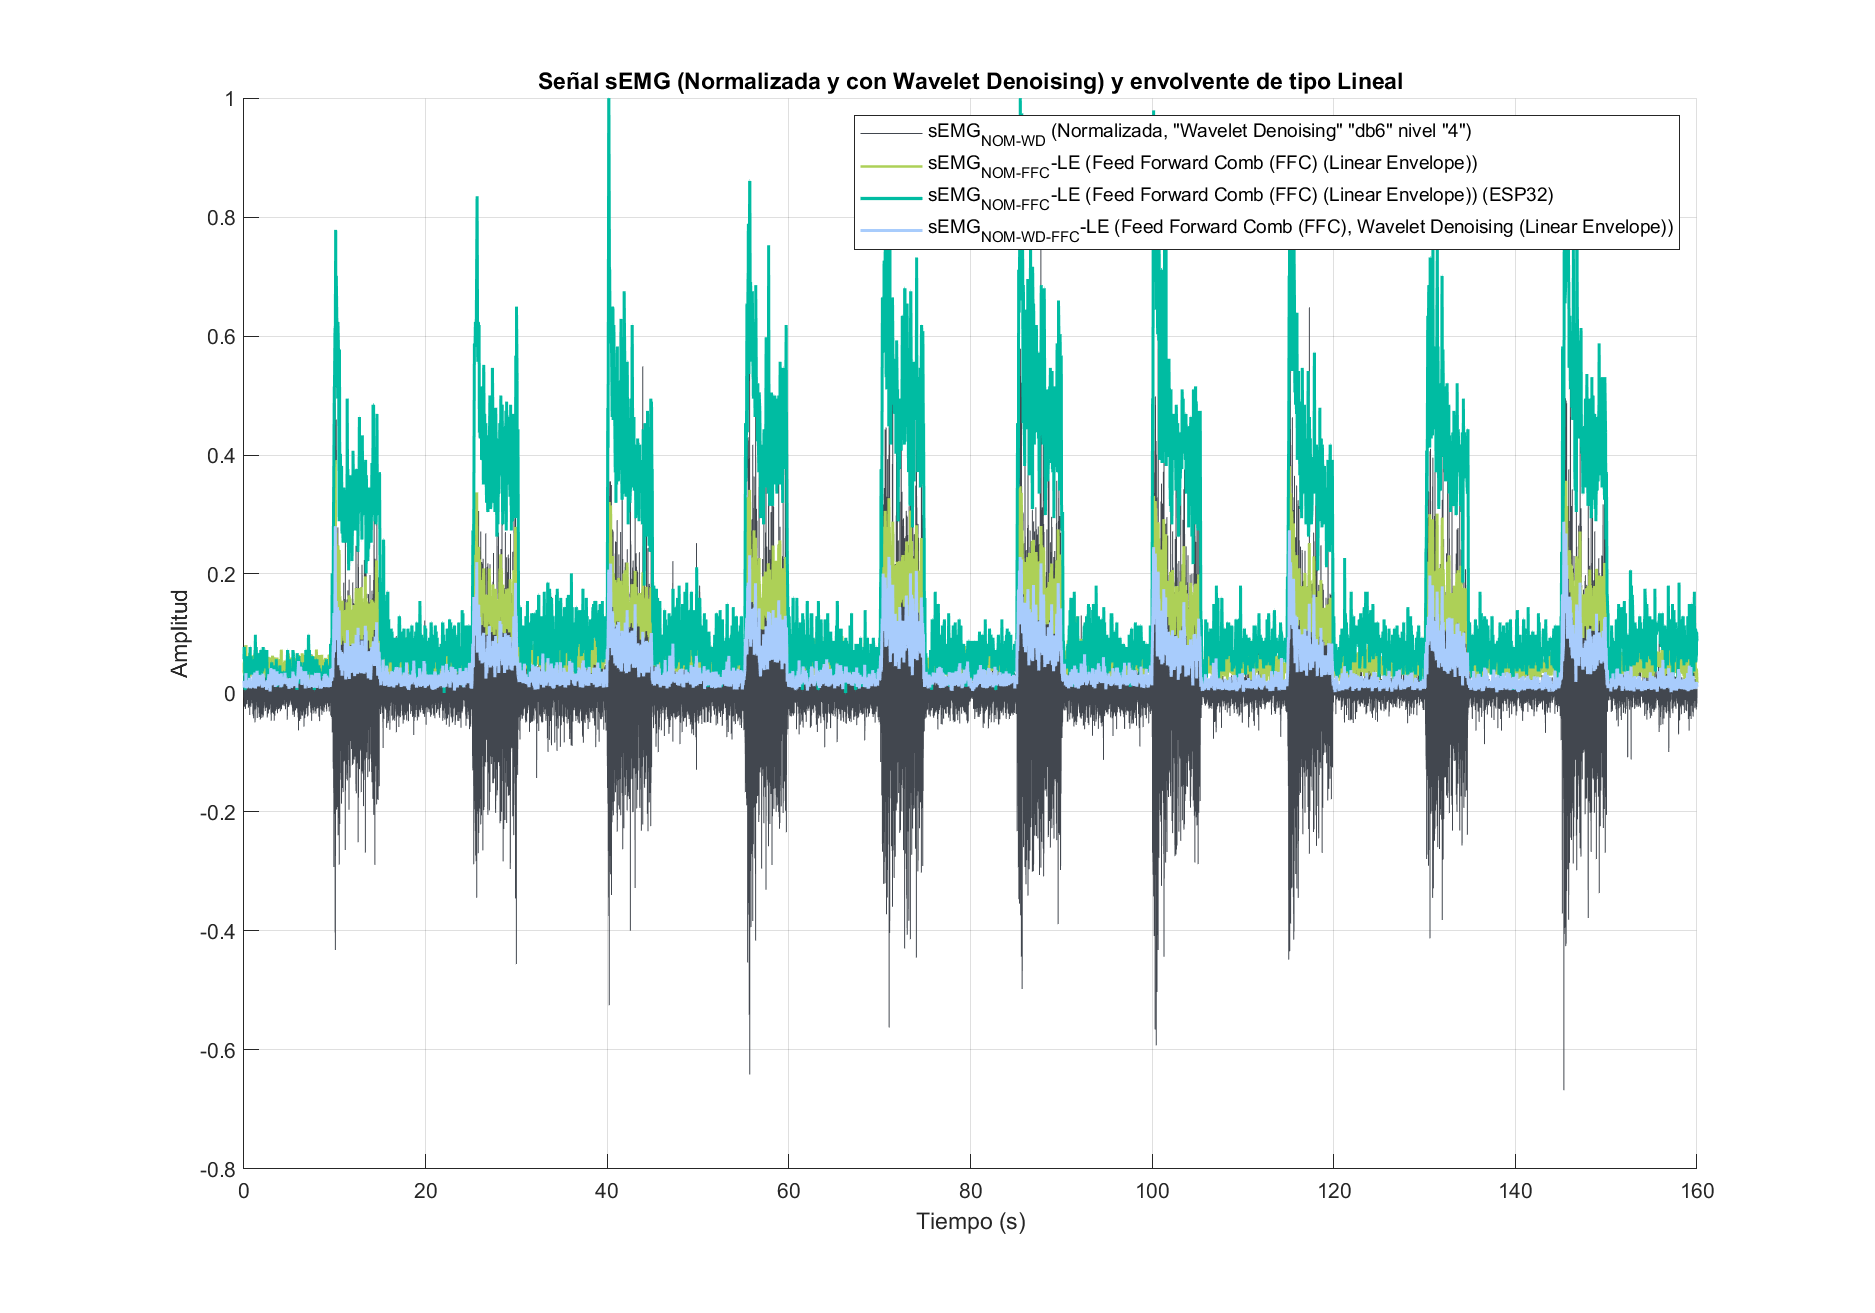 Señal sEMG (Normalizada y con Wavelet Denoising) y envolvente de tipo Lineal
sEMG_NOM-WD (Normalizada, "Wavelet Denoising" "db6" nivel "4")
sEMG_NOM-FFC-LE (Feed Forward Comb (FFC) (Linear Envelope))
sEMG_NOM-FFC-LE (Feed Forward Comb (FFC) (Linear Envelope)) (ESP32)
sEMG_NOM-WD-FFC-LE (Feed Forward Comb (FFC), Wavelet Denoising (Linear Envelope))
Amplitud
1
0.8
0.6
0.4
0.2
0
-0.2
-0.4
-0.6
-0.8
0 20 40 60 80 100 120 140 160
Tiempo (s)